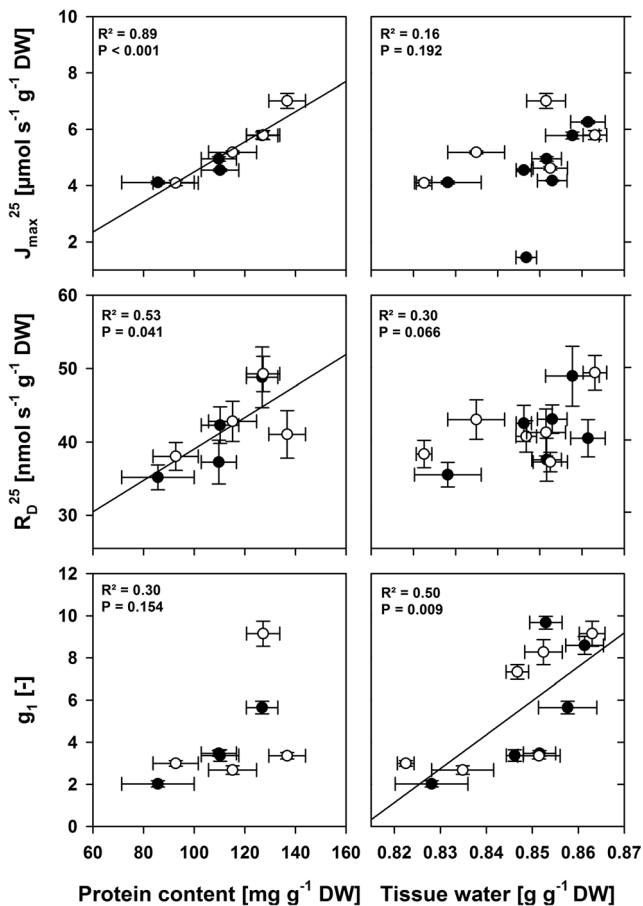 R² = 0.89
P < 0.001
R² = 0.16
P = 0.192
10
8
6
4
2
J max 25 [µmol s-1 g-1 DW]
R² = 0.53
P = 0.041
R² = 0.30
P = 0.066
60
50
40
30
R D 25 [nmol s-1 g-1 DW]
R² = 0.30
P = 0.154
R² = 0.50
P = 0.009
12
10
8
6
4
2
0
g1 [-]
60 80 100 120 140 160
0.82 0.83 0.84 0.85 0.86 0.87
Protein content [mg g-1 DW]
Tissue water [g g-1 DW]